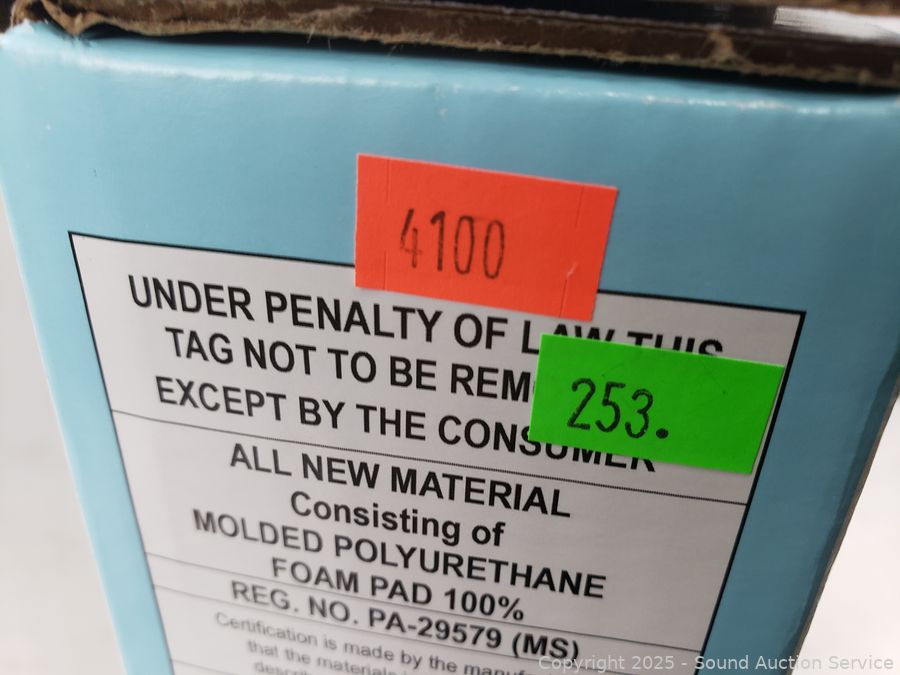 4100
UNDER PENALTY OF LAW THIS
TAG NOT TO BE
253.
EXCEPT BY THE CONSUMER
ALL NEW MATERIAL
Consisting of
MOLDED POLYURETHANE
FOAM PAD 100%
REG. NO. PA-29579 (MS)
Certification is made by the
that the materials
Copyright 2025 - Sound Auction Service